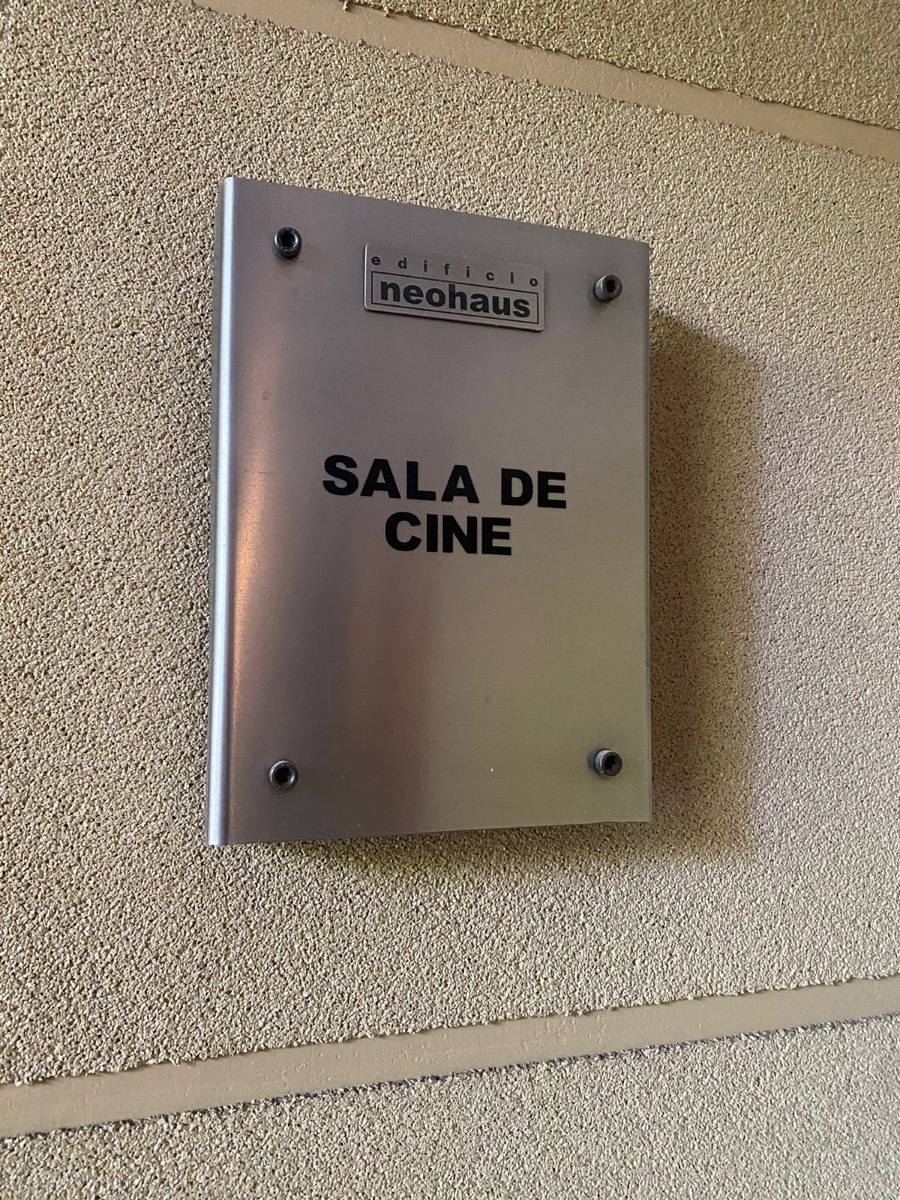 edificio
neohaus
SALA DE
CINE